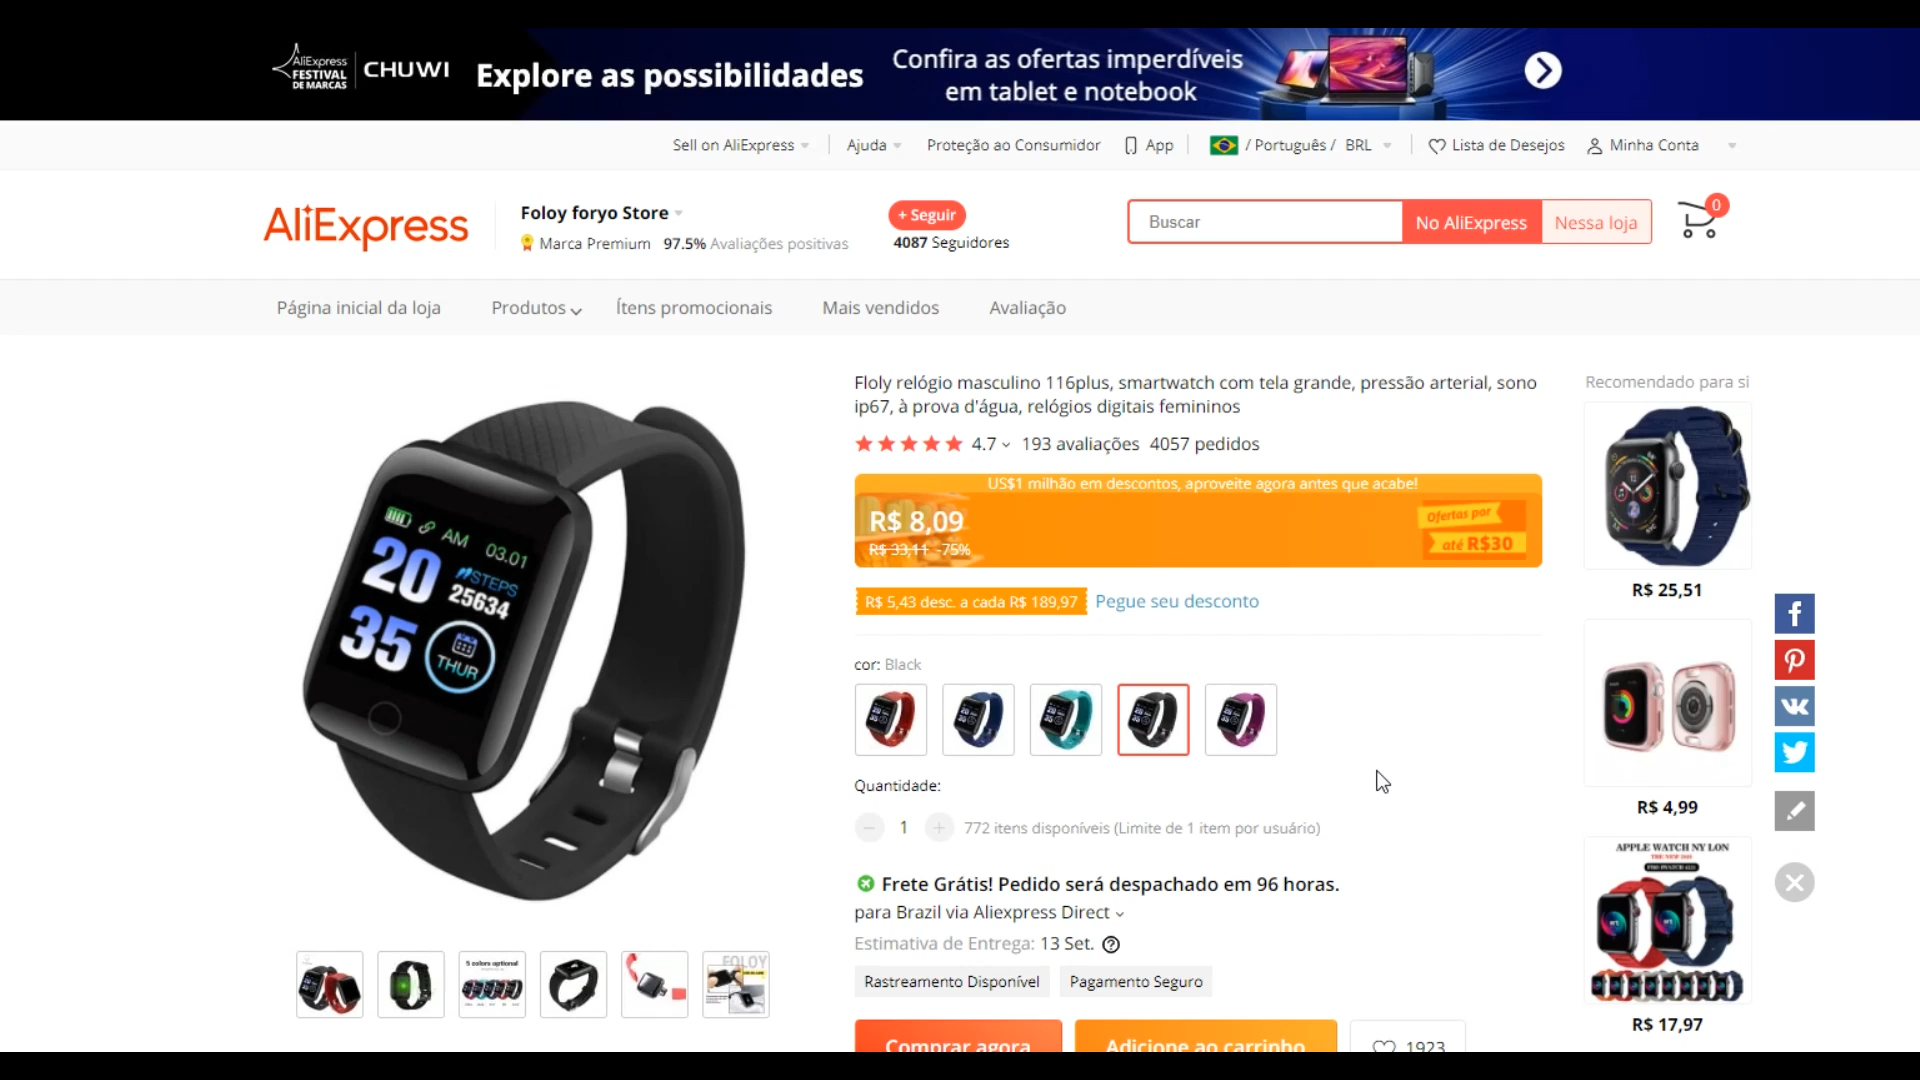 AliExpress
FESTIVAL
DE MARCAS
CHUWI
Explore as possibilidades
Confira as ofertas imperdíveis
em tablet e notebook
Sell on AliExpress
Ajuda
Proteção ao Consumidor
App
/ Português / BRL
Lista de Desejos
Minha Conta
AliExpress
Foloy foryo Store
Marca Premium 97.5% Avaliações positivas
+ Seguir
4087 Seguidores
Buscar
No AliExpress
Nessa loja
0
Página inicial da loja
Produtos
Ítens promocionais
Mais vendidos
Avaliação
AM 03.01
20
35
STEPS
25634
THUR
Floly relógio masculino 116plus, smartwatch com tela grande, pressão arterial, sono
ip67, à prova d'água, relógios digitais femininos
4.7 193 avaliações 4057 pedidos
US$1 milhão em descontos, aproveite agora antes que acabe!
R$ 8,09
R$ 33,11 -75%
Ofertas por
até R$30
R$ 5,43 desc. a cada R$ 189,97
Pegue seu desconto
cor: Black
Quantidade:
1
772 itens disponíveis (Limite de 1 item por usuário)
Frete Grátis! Pedido será despachado em 96 horas.
para Brazil via Aliexpress Direct
Estimativa de Entrega: 13 Set.
Rastreamento Disponível
Pagamento Seguro
Comprar agora
Adicione ao carrinho
1923
5 colors optional
FOLOY
Recomendado para si
R$ 25,51
R$ 4,99
APPLE WATCH NY LON
R$ 17,97